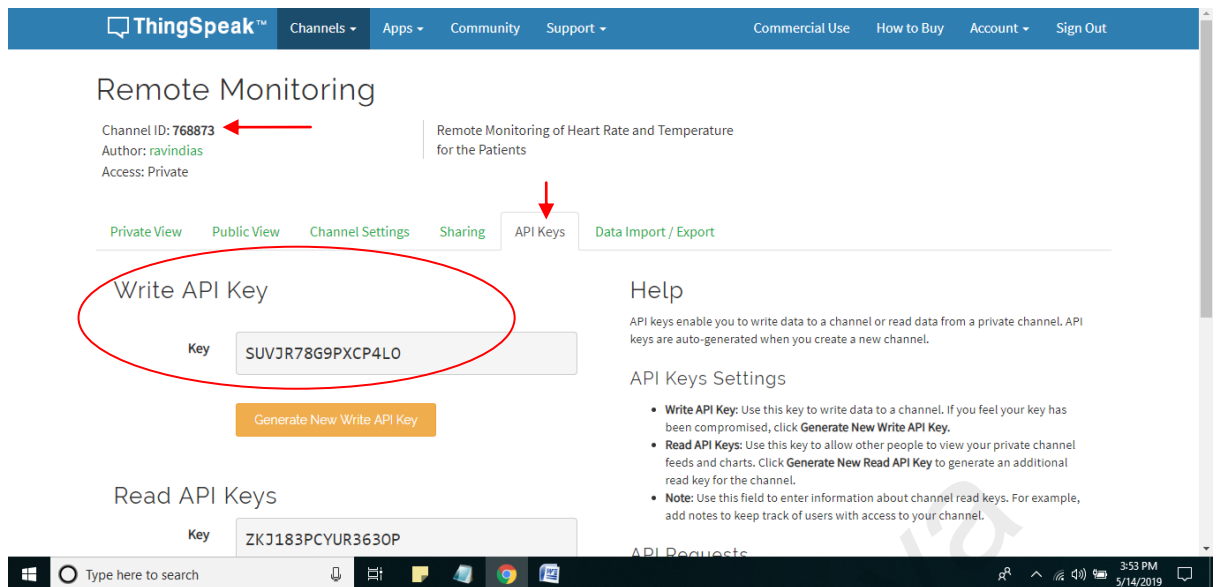 ThingSpeak™ Channels Apps Community Support Commercial Use How to Buy Account Sign Out
Remote Monitoring
Channel ID: 768873
Author: ravindias
Access: Private
Remote Monitoring of Heart Rate and Temperature
for the Patients
Private View Public View Channel Settings Sharing API Keys Data Import / Export
Write API Key
Key SUVJR78G9PXCP4LO
Generate New Write API Key
Read API Keys
Key ZKJ183PCYUR363OP
Help
API keys enable you to write data to a channel or read data from a private channel. API
keys are auto-generated when you create a new channel.
API Keys Settings
• Write API Key: Use this key to write data to a channel. If you feel your key has
been compromised, click Generate New Write API Key.
• Read API Keys: Use this key to allow other people to view your private channel
feeds and charts. Click Generate New Read API Key to generate an additional
read key for the channel.
• Note: Use this field to enter information about channel read keys. For example,
add notes to keep track of users with access to your channel.
API Requests
Type here to search
3:53 PM
5/14/2019